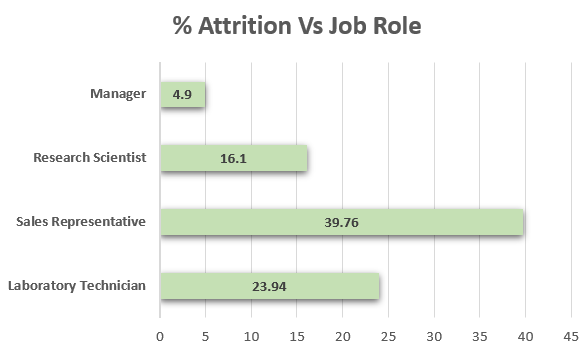 % Attrition Vs Job Role
Manager
4.9
Research Scientist
16.1
Sales Representative
39.76
Laboratory Technician
23.94
0 5 10 15 20 25 30 35 40 45